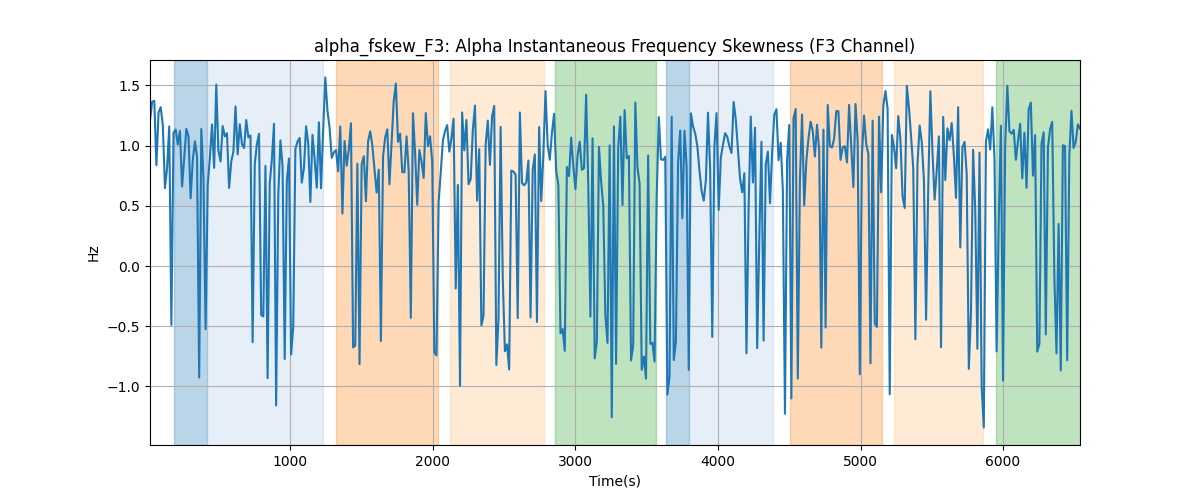 alpha_fskew_F3: Alpha Instantaneous Frequency Skewness (F3 Channel)
1.5
1.0
0.5
0.0
−0.5
−1.0
Hz
1000 2000 3000 4000 5000 6000
Time(s)